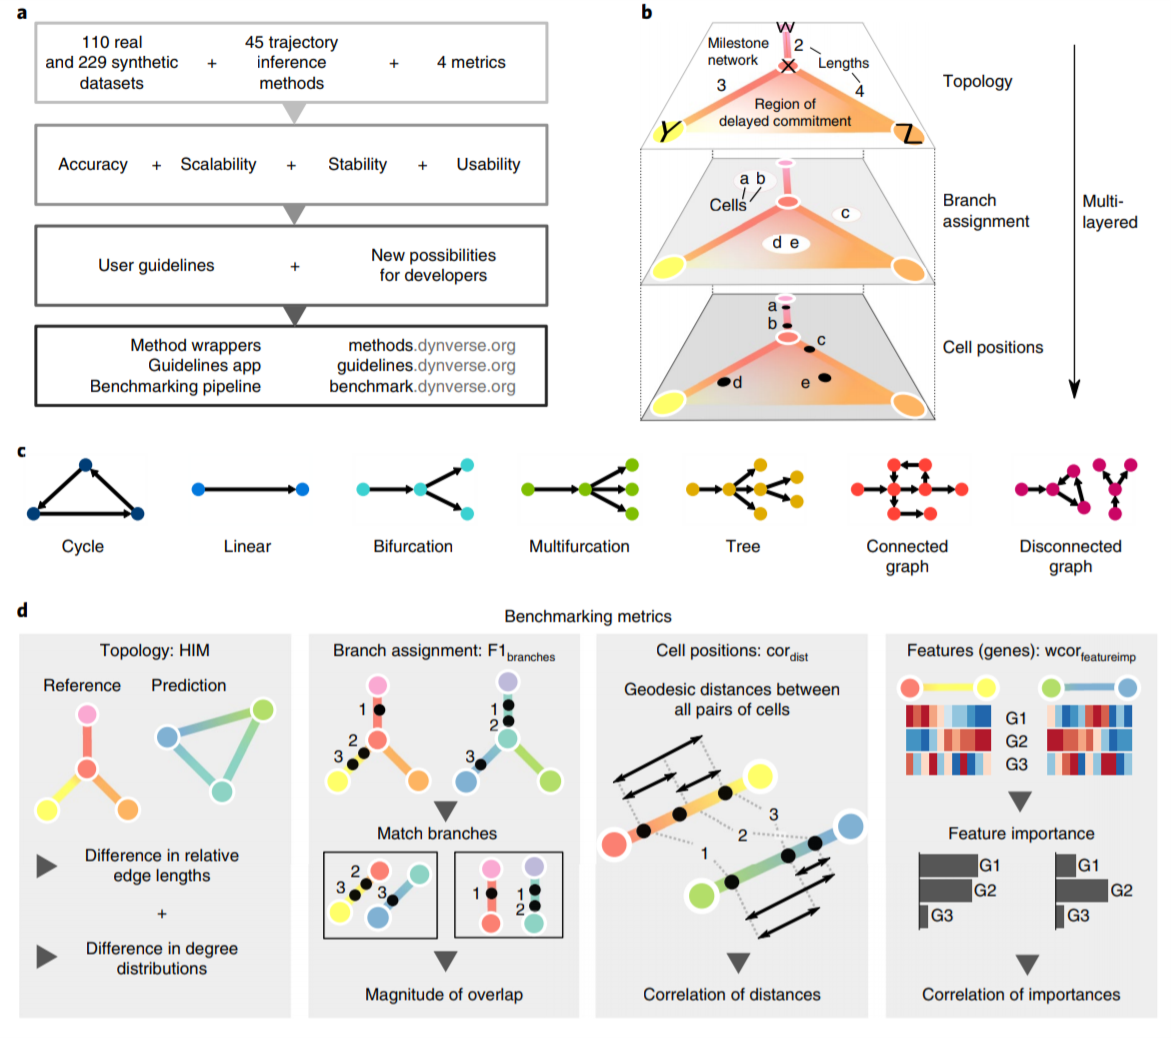 a
110 real
and 229 synthetic
datasets
+
45 trajectory
inference
methods
+
4 metrics
Accuracy + Scalability + Stability + Usability
User guidelines
+
New possibilities
for developers
Method wrappers methods.dynverse.org
Guidelines app guidelines.dynverse.org
Benchmarking pipeline benchmark.dynverse.org
b
W
Milestone
network
2
Lengths
X
3
4
Region of
delayed commitment
Y
Z
Topology
a b
Cells
c
d e
Branch
assignment
Multi-
layered
a
b
c
d
e
Cell positions
c
Cycle
Linear
Bifurcation
Multifurcation
Tree
Connected
graph
Disconnected
graph
d
Benchmarking metrics
Topology: HIM
Reference Prediction
Difference in relative
edge lengths
+
Difference in degree
distributions
Branch assignment: F1branches
1
2
3
1
2
3
Match branches
2
3
3
1
1
2
Magnitude of overlap
Cell positions: cordist
Geodesic distances between
all pairs of cells
3
2
1
Correlation of distances
Features (genes): wcorfeatureimp
G1
G2
G3
Feature importance
G1 G1
G2 G2
G3 G3
Correlation of importances